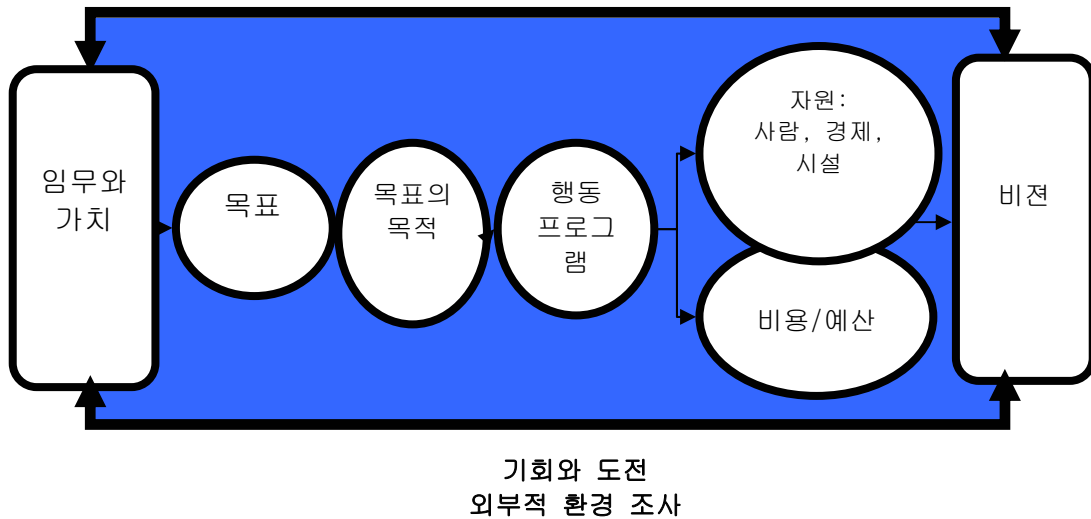 임무와
가치
목표
목표의
목적
행동
프로그
램
자원:
사람, 경제,
시설
비용/예산
비젼
기회와 도전
외부적 환경 조사